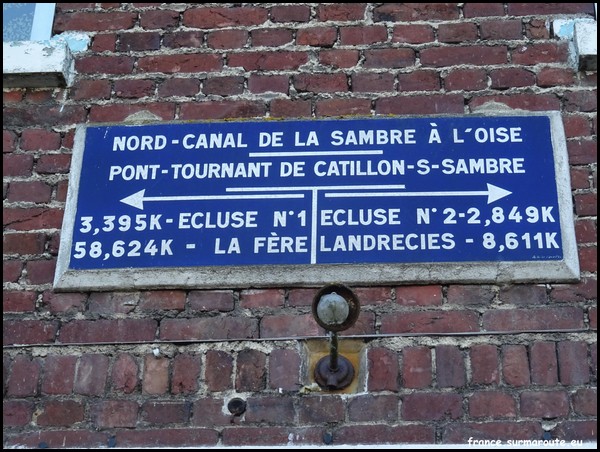 NORD-CANAL DE LA SAMBRE À L'OISE
PONT-TOURNANT DE CATILLON-S-SAMBRE
3,395K-ECLUSE N°1 ECLUSE N°2-2,849K
58,624K - LA FÈRE LANDRECIES - 8,611K
france.surmaroute.eu